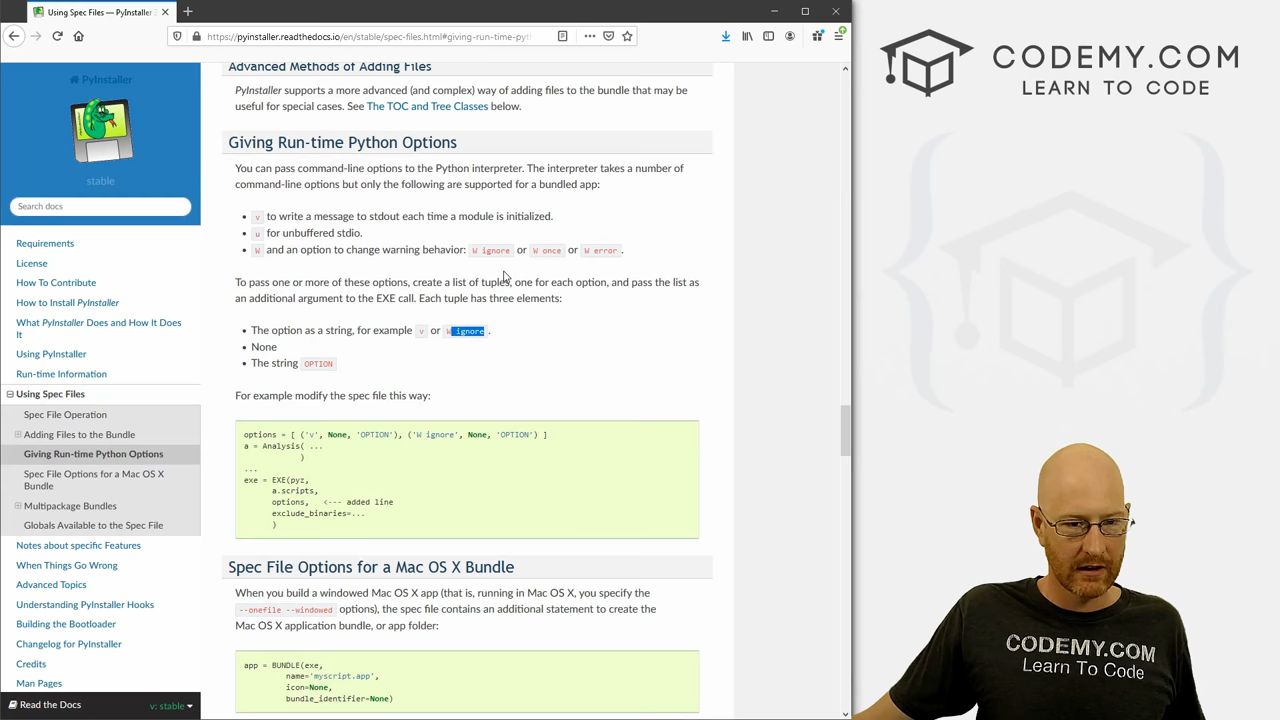 Using Spec Files — PyInstaller
https://pyinstaller.readthedocs.io/en/stable/spec-files.html#giving-run-time-pyt
PyInstaller
stable
Search docs
Requirements
License
How To Contribute
How to Install PyInstaller
What PyInstaller Does and How It Does
It
Using PyInstaller
Run-time Information
Using Spec Files
Spec File Operation
Adding Files to the Bundle
Giving Run-time Python Options
Spec File Options for a Mac OS X
Bundle
Multipackage Bundles
Globals Available to the Spec File
Notes about specific Features
When Things Go Wrong
Advanced Topics
Understanding PyInstaller Hooks
Building the Bootloader
Changelog for PyInstaller
Credits
Man Pages
Read the Docs
v: stable
Advanced Methods of Adding Files
PyInstaller supports a more advanced (and complex) way of adding files to the bundle that may be
useful for special cases. See The TOC and Tree Classes below.
Giving Run-time Python Options
You can pass command-line options to the Python interpreter. The interpreter takes a number of
command-line options but only the following are supported for a bundled app:
v to write a message to stdout each time a module is initialized.
u for unbuffered stdio.
W and an option to change warning behavior: W ignore or W once or W error .
To pass one or more of these options, create a list of tuples, one for each option, and pass the list as
an additional argument to the EXE call. Each tuple has three elements:
The option as a string, for example v or W ignore .
None
The string OPTION
For example modify the spec file this way:
options = [ ('v', None, 'OPTION'), ('W ignore', None, 'OPTION') ]
a = Analysis( ...
)
...
exe = EXE(pyz,
a.scripts,
options, <--- added line
exclude_binaries=...
)
Spec File Options for a Mac OS X Bundle
When you build a windowed Mac OS X app (that is, running in Mac OS X, you specify the
--onefile --windowed options), the spec file contains an additional statement to create the
Mac OS X application bundle, or app folder:
app = BUNDLE(exe,
name='myscript.app',
icon=None,
bundle_identifier=None)
CODEMY.COM
LEARN TO CODE
CODEMY.COM
Learn To Code